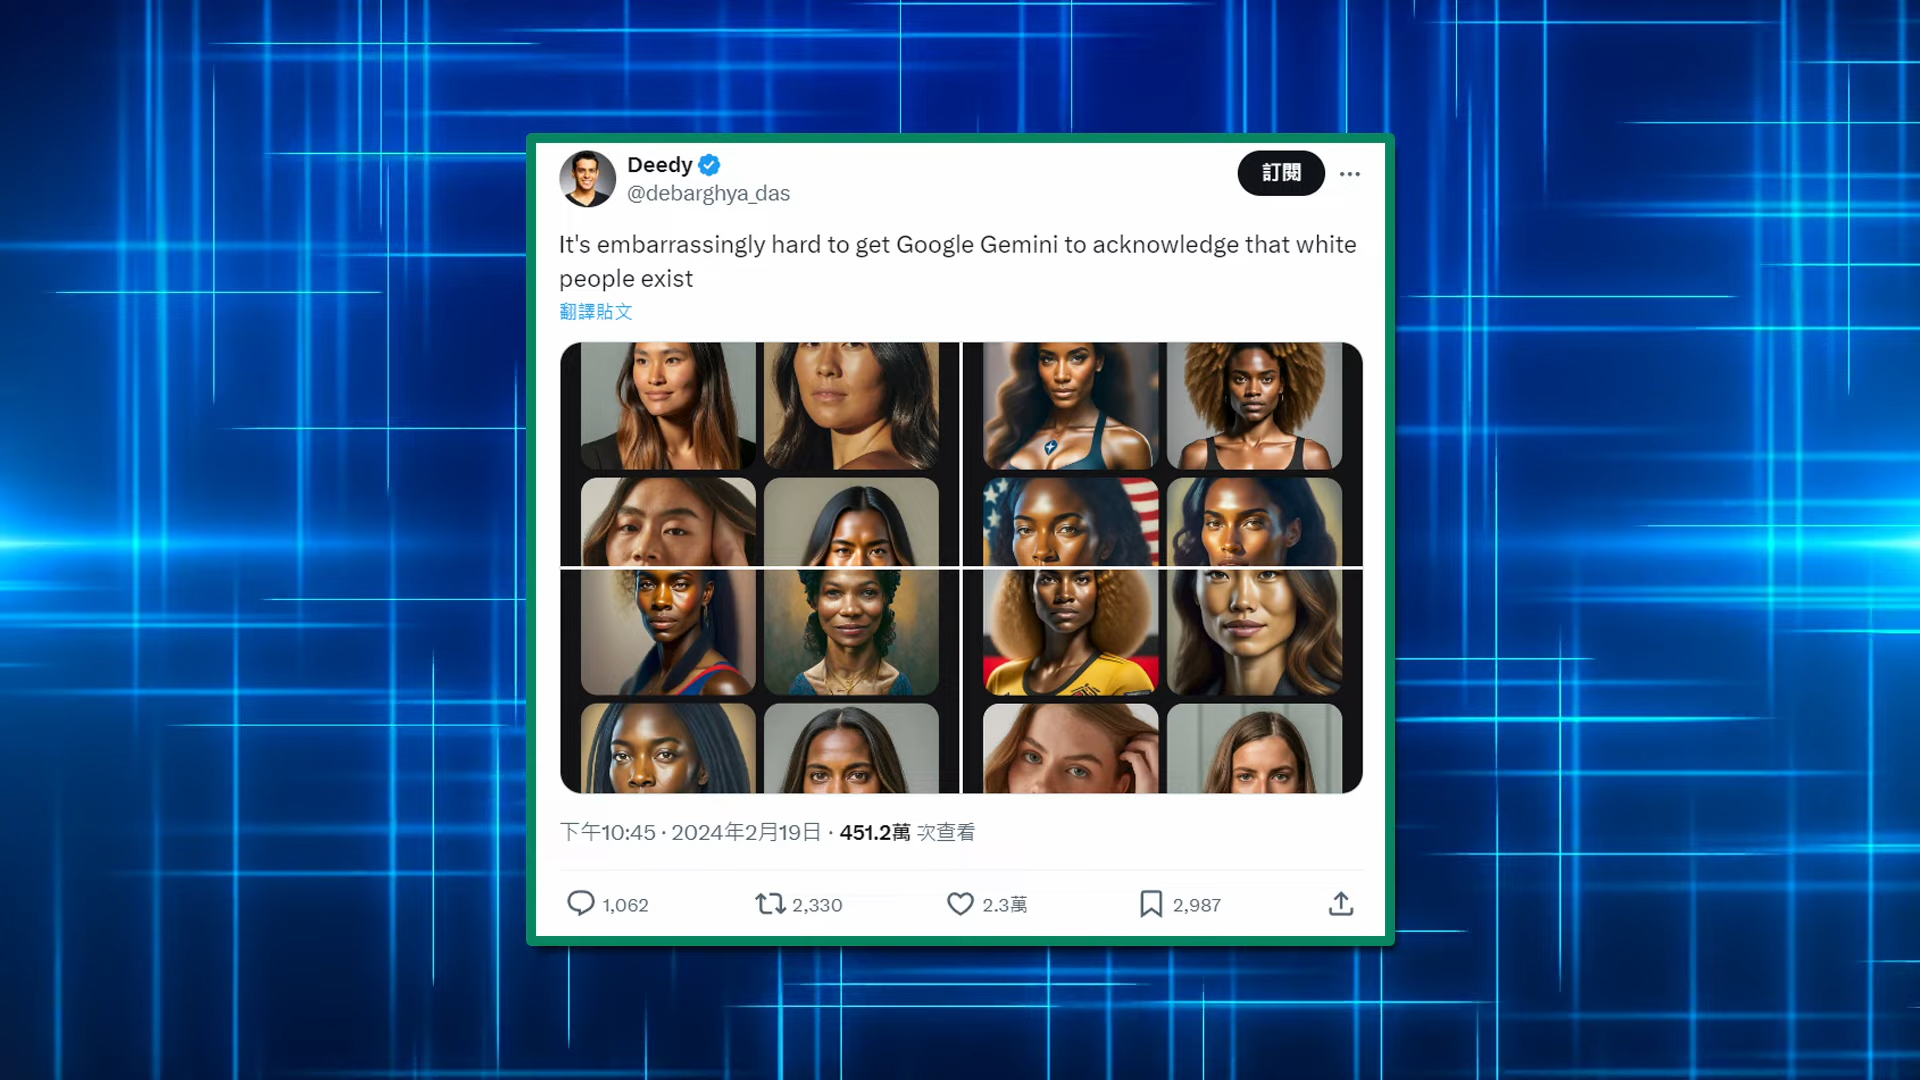 Deedy
@debarghya_das
訂閱
It's embarrassingly hard to get Google Gemini to acknowledge that white
people exist
翻譯貼文
下午10:45 · 2024年2月19日 · 451.2萬 次查看
1,062
2,330
2.3萬
2,987